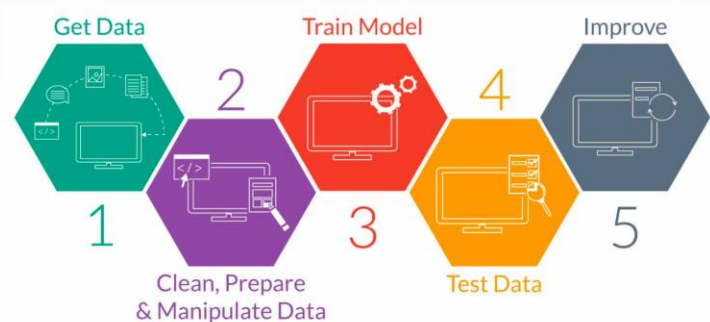 Get Data
Train Model
Improve
2
4
</>
</>
1
3
5
Clean, Prepare
& Manipulate Data
Test Data